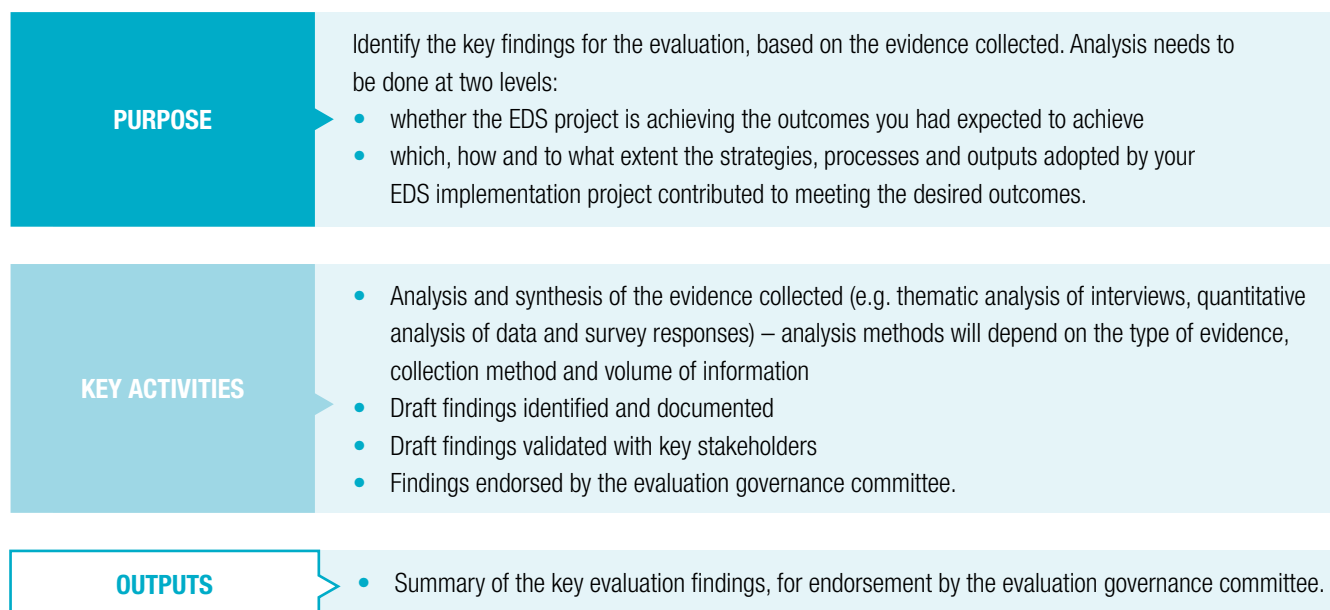 PURPOSE
Identify the key findings for the evaluation, based on the evidence collected. Analysis needs to
be done at two levels:
• whether the EDS project is achieving the outcomes you had expected to achieve
• which, how and to what extent the strategies, processes and outputs adopted by your
EDS implementation project contributed to meeting the desired outcomes.
KEY ACTIVITIES
• Analysis and synthesis of the evidence collected (e.g. thematic analysis of interviews, quantitative
analysis of data and survey responses) – analysis methods will depend on the type of evidence,
collection method and volume of information
• Draft findings identified and documented
• Draft findings validated with key stakeholders
• Findings endorsed by the evaluation governance committee.
OUTPUTS
• Summary of the key evaluation findings, for endorsement by the evaluation governance committee.